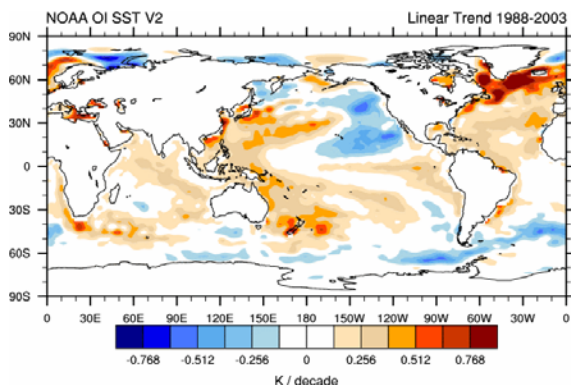 NOAA OI SST V2 Linear Trend 1988-2003
90N
60N
30N
0
30S
60S
90S
0 30E 60E 90E 120E 150E 180 150W 120W 90W 60W 30W 0
-0.768 -0.512 -0.256 0 0.256 0.512 0.768
K / decade